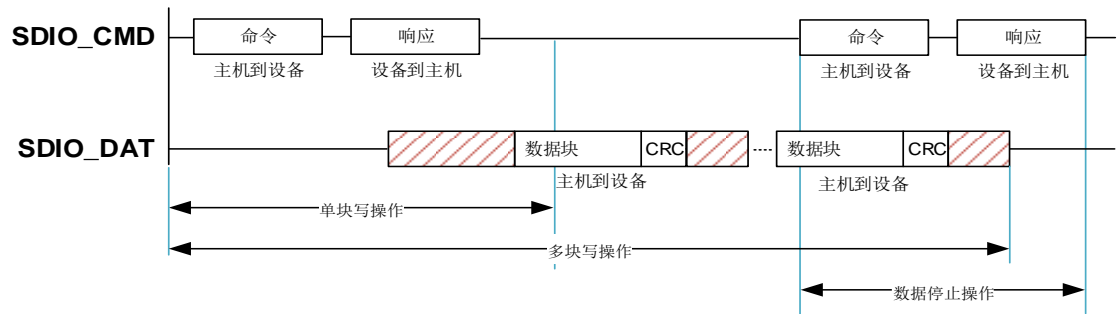 SDIO_CMD 命令 响应 命令 响应
主机到设备 设备到主机 主机到设备 设备到主机
SDIO_DAT 数据块 CRC 数据块 CRC
主机到设备 主机到设备
单块写操作
多块写操作
数据停止操作